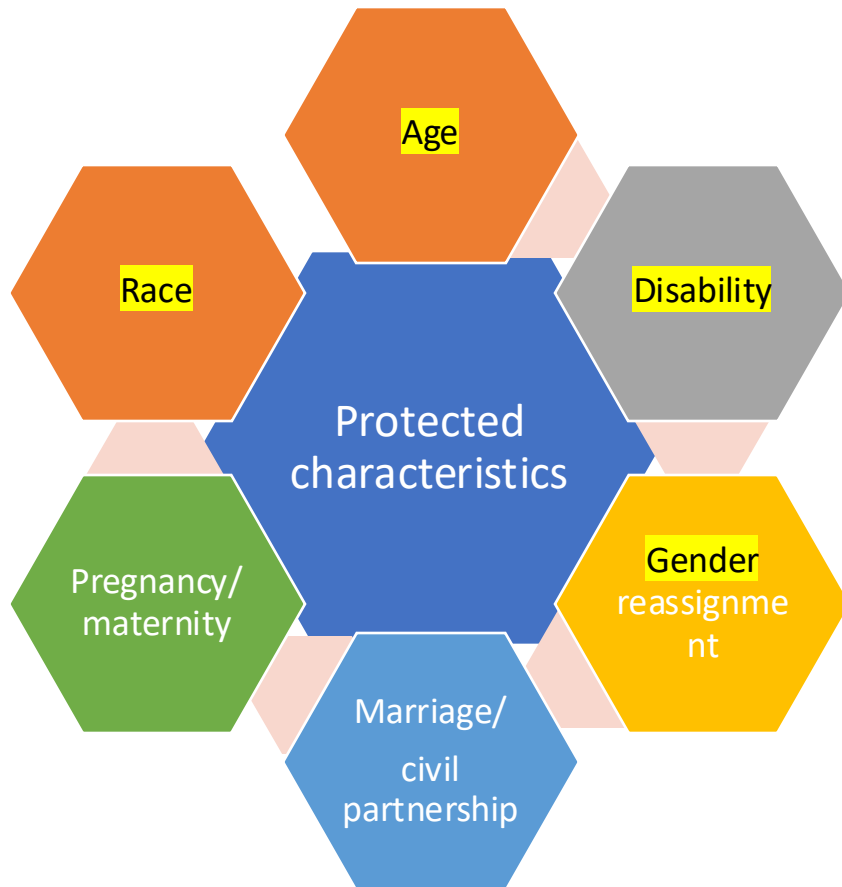 Age
Race
Disability
Protected
characteristics
Pregnancy/
maternity
Gender
reassignme
nt
Marriage/
civil
partnership